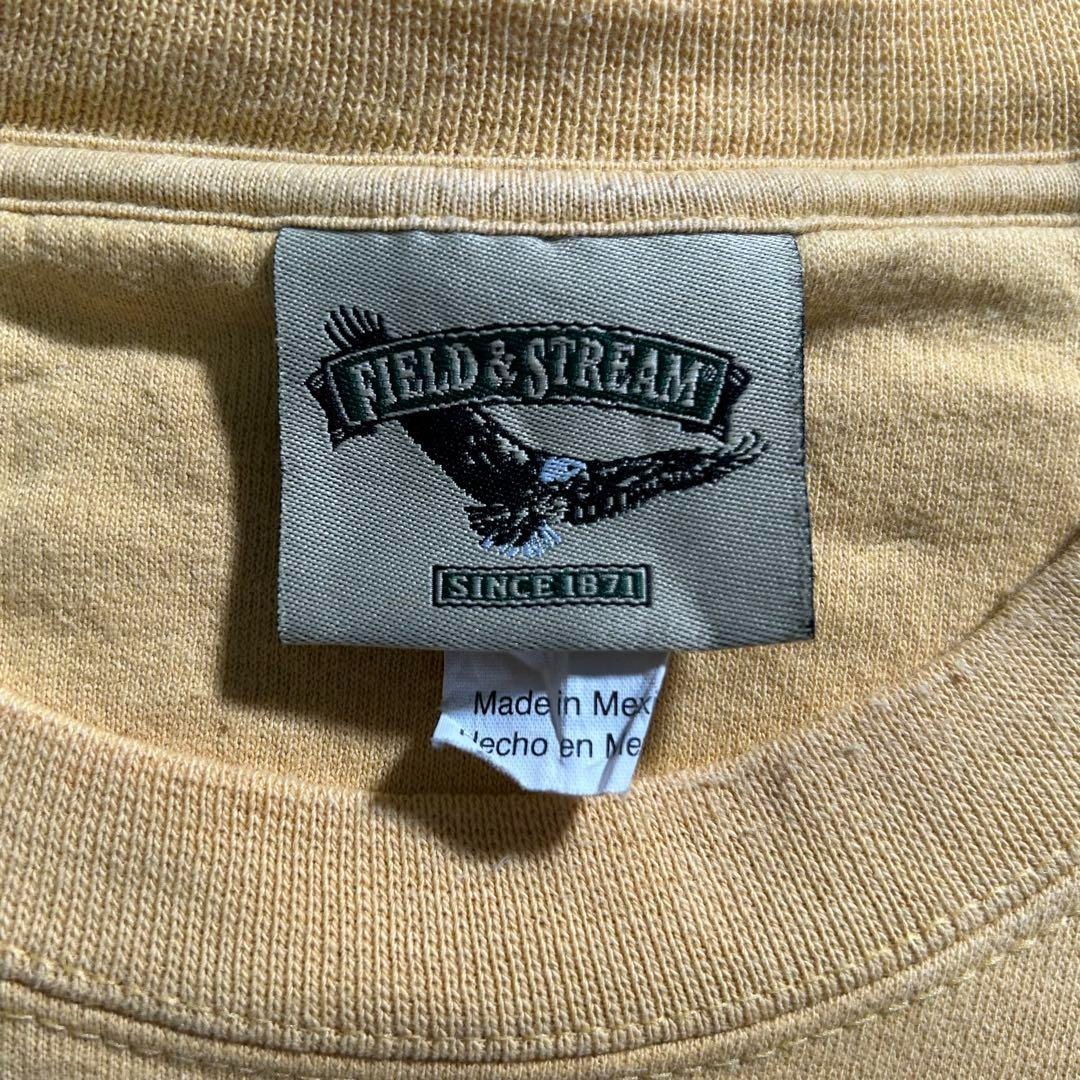 FIELD & STREAM®
SINCE 1871
Made in Mex
Hecho en Me